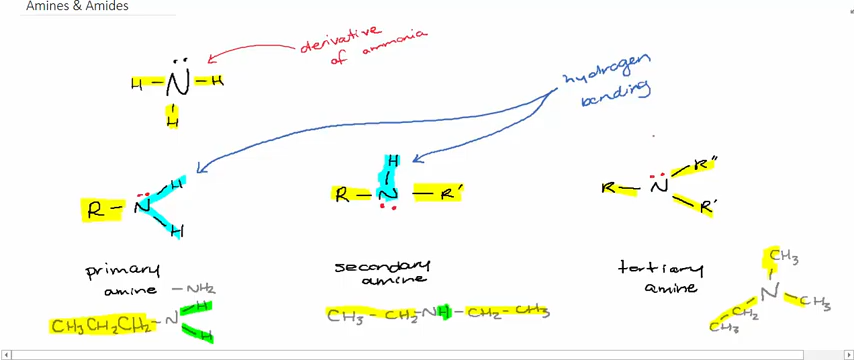 Amines & Amides
derivative
of ammonia
N
H
H
H
hydrogen
bonding
R-N
H
H
H
R-N-R'
R-N
R"
R'
primary
amine
-NH2
CH3CH2CH2-N
H
H
secondary
amine
CH3-CH2-NH-CH2-CH3
tertiary
amine
CH3
N
CH3
CH2
CH3